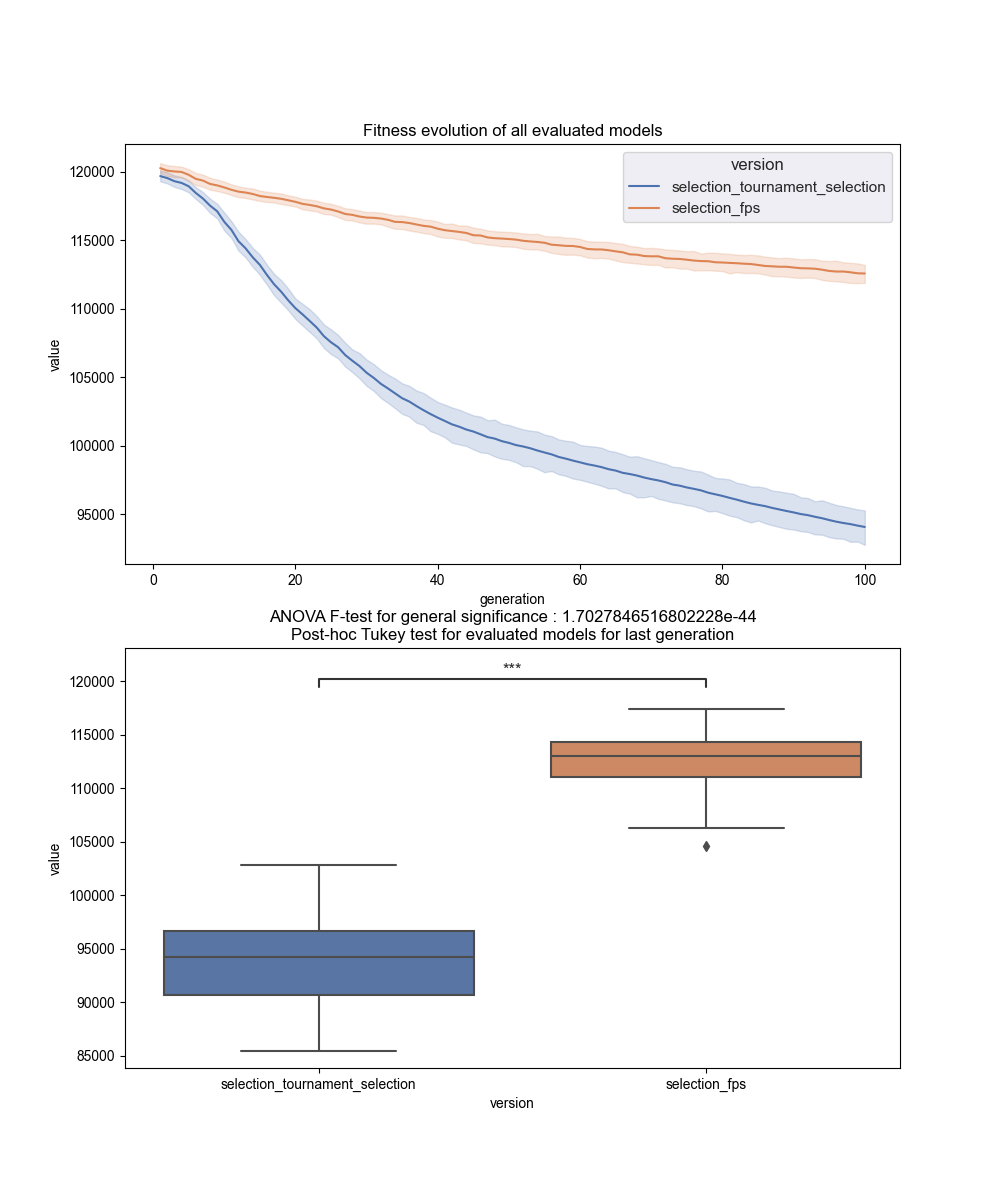 Fitness evolution of all evaluated models
version
selection_tournament_selection
selection_fps
120000
115000
110000
105000
100000
95000
value
0 20 40 60 80 100
generation
ANOVA F-test for general significance : 1.7027846516802228e-44
Post-hoc Tukey test for evaluated models for last generation
***
120000
115000
110000
105000
100000
95000
90000
85000
value
selection_tournament_selection selection_fps
version